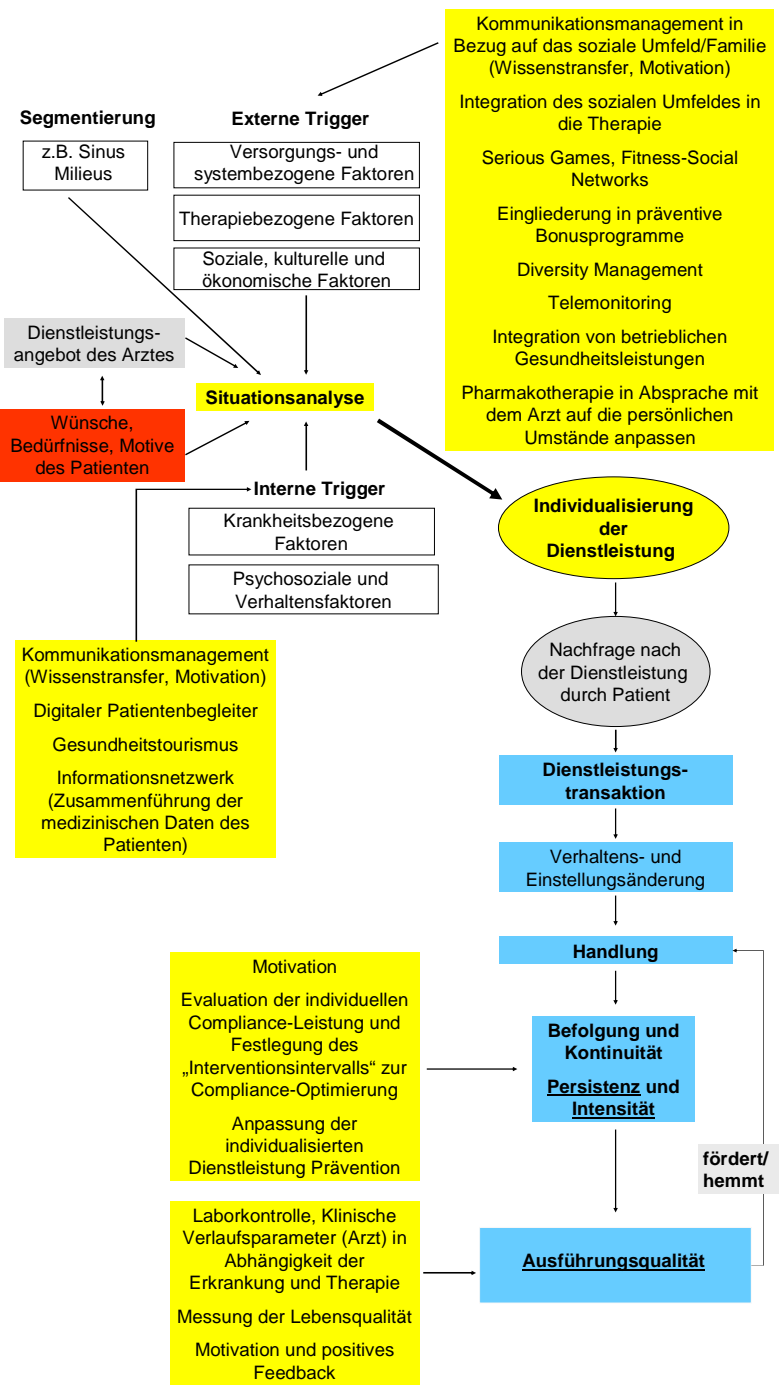 Kommunikationsmanagement in
Bezug auf das soziale Umfeld/Familie
(Wissenstransfer, Motivation)
Integration des sozialen Umfeldes in
die Therapie
Serious Games, Fitness-Social
Networks
Eingliederung in präventive
Bonusprogramme
Diversity Management
Telemonitoring
Integration von betrieblichen
Gesundheitsleistungen
Pharmakotherapie in Absprache mit
dem Arzt auf die persönlichen
Umstände anpassen
Segmentierung
z.B. Sinus
Milieus
Externe Trigger
Versorgungs- und
systembezogene Faktoren
Therapiebezogene Faktoren
Soziale, kulturelle und
ökonomische Faktoren
Dienstleistungs-
angebot des Arztes
Wünsche,
Bedürfnisse, Motive
des Patienten
Situationsanalyse
Interne Trigger
Krankheitsbezogene
Faktoren
Psychosoziale und
Verhaltensfaktoren
Kommunikationsmanagement
(Wissenstransfer, Motivation)
Digitaler Patientenbegleiter
Gesundheitstourismus
Informationsnetzwerk
(Zusammenführung der
medizinischen Daten des
Patienten)
Individualisierung
der
Dienstleistung
Nachfrage nach
der Dienstleistung
durch Patient
Dienstleistungs-
transaktion
Verhaltens- und
Einstellungsänderung
Handlung
Befolgung und
Kontinuität
Persistenz und
Intensität
fördert/
hemmt
Ausführungsqualität
Motivation
Evaluation der individuellen
Compliance-Leistung und
Festlegung des
„Interventionsintervalls“ zur
Compliance-Optimierung
Anpassung der
individualisierten
Dienstleistung Prävention
Laborkontrolle, Klinische
Verlaufsparameter (Arzt) in
Abhängigkeit der
Erkrankung und Therapie
Messung der Lebensqualität
Motivation und positives
Feedback